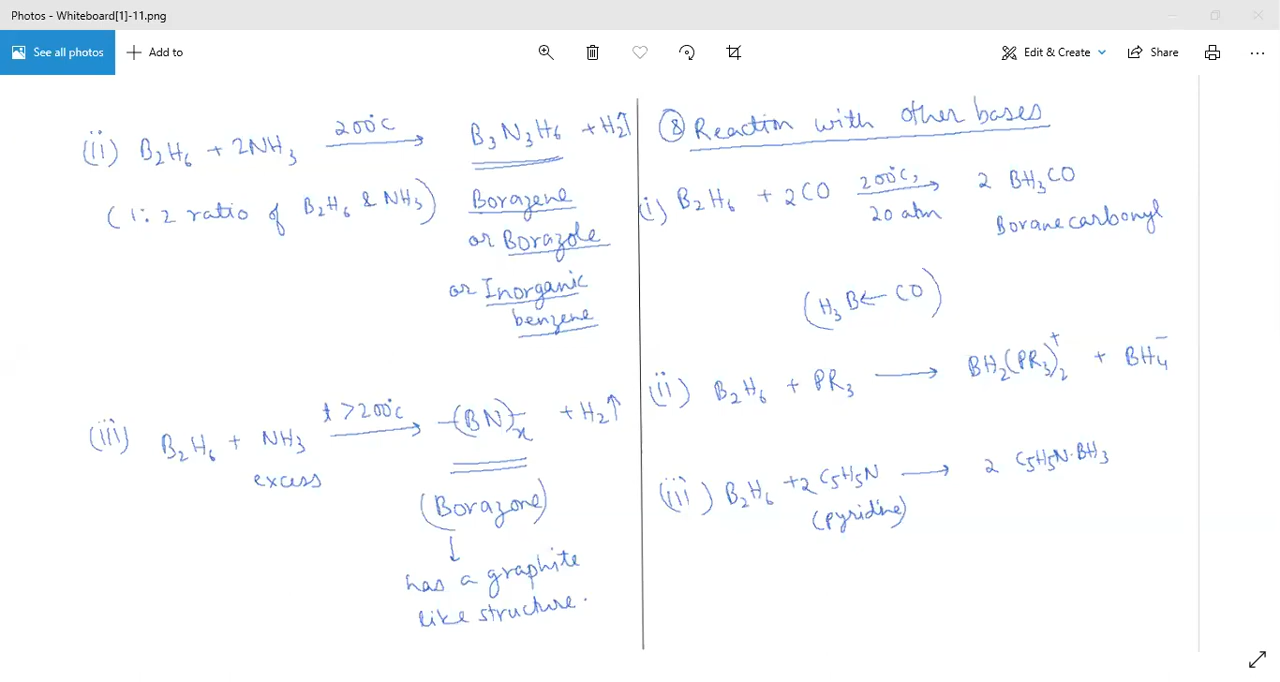 Photos - Whiteboard[1]-11.png
See all photos
Add to
Edit & Create
Share
(ii) B₂H₆ + 2NH₃ 200°C → B₃N₃H₆ + H₂↑
(1:2 ratio of B₂H₆ & NH₃)
Borazene
or Borazole
or Inorganic
benzene
(iii) B₂H₆ + NH₃ t >200°C → -(BN)-x + H₂↑
excess
(Borazone)
↓
has a graphite
like structure.
⑧ Reaction with other bases
(i) B₂H₆ + 2CO 200°C, 20 atm → 2 BH₃CO
Borane carbonyl
(H₃B←CO)
(ii) B₂H₆ + PR₃ → BH₂(PR₃)₂⁺ + BH₄⁻
(iii) B₂H₆ + 2 C₅H₅N → 2 C₅H₅N·BH₃
(pyridine)